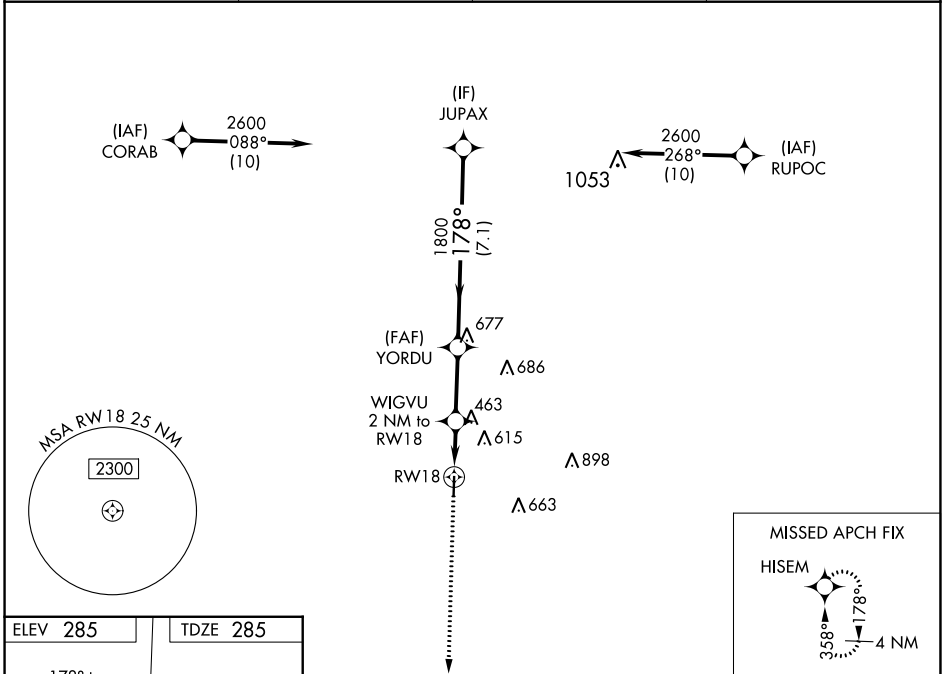 (IF)
JUPAX
(IAF)
CORAB
2600
088°
(10)
2600
268°
(10)
(IAF)
RUPOC
1053
1800
178°
(7.1)
(FAF)
YORDU
677
686
WIGVU
2 NM to
RW18
463
615
RW18
898
663
MSA RW18 25 NM
2300
MISSED APCH FIX
HISEM
178°
358°
4 NM
ELEV 285
TDZE 285